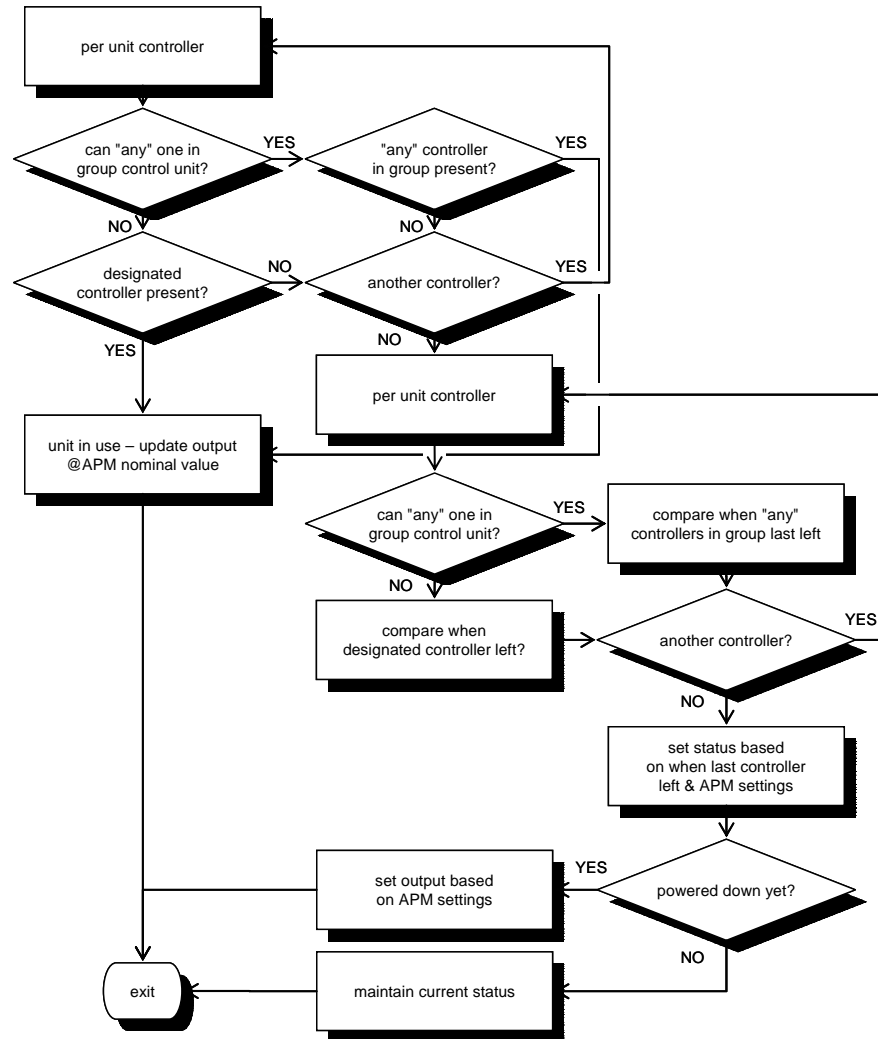 per unit controller
can "any" one in
group control unit?
YES
"any" controller
in group present?
YES
NO
NO
designated
controller present?
NO
another controller?
YES
YES
NO
per unit controller
unit in use – update output
@APM nominal value
can "any" one in
group control unit?
YES
compare when "any"
controllers in group last left
NO
compare when
designated controller left?
another controller?
YES
NO
set status based
on when last controller
left & APM settings
set output based
on APM settings
YES
powered down yet?
NO
exit
maintain current status